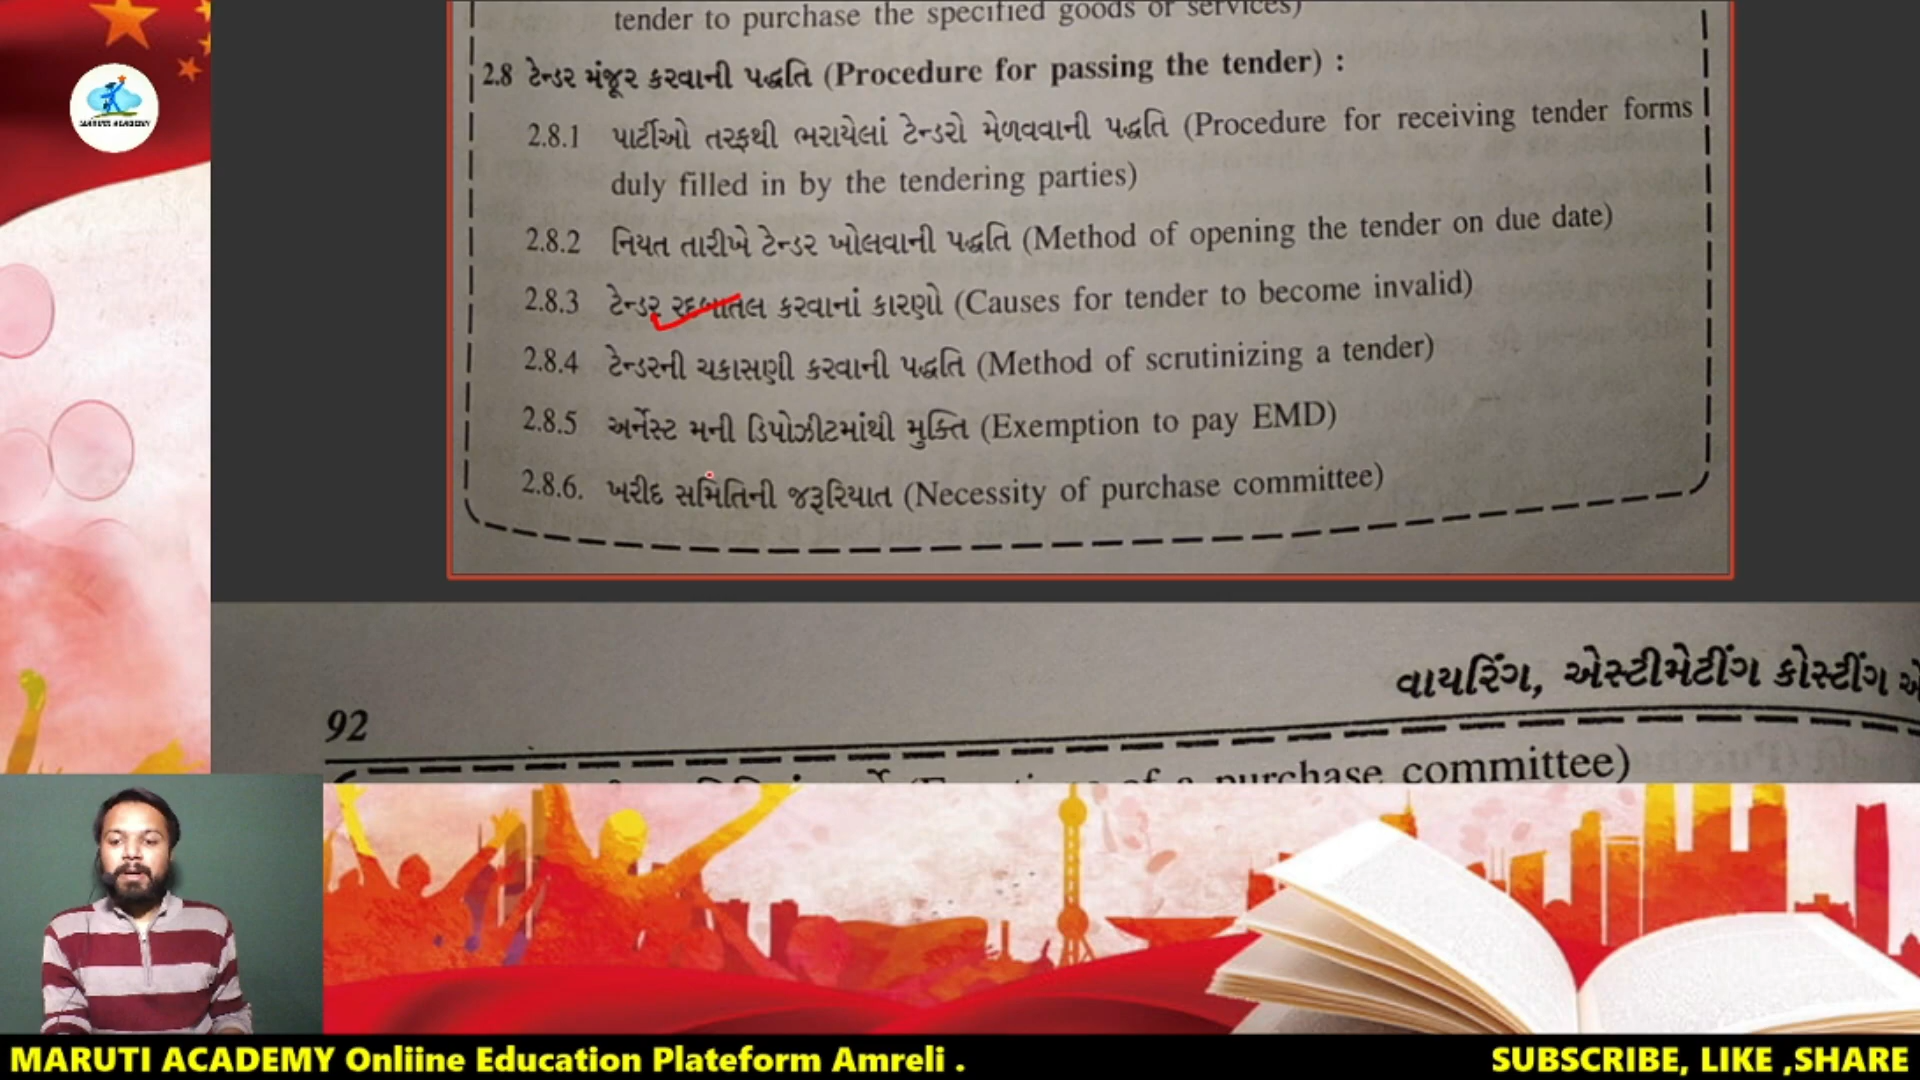 tender to purchase the specified goods or services)
2.8 ટેન્ડર મંજૂર કરવાની પદ્ધતિ (Procedure for passing the tender) :
2.8.1 પાર્ટીઓ તરફથી ભરાયેલાં ટેન્ડરો મેળવવાની પદ્ધતિ (Procedure for receiving tender forms
duly filled in by the tendering parties)
2.8.2 નિયત તારીખે ટેન્ડર ખોલવાની પદ્ધતિ (Method of opening the tender on due date)
2.8.3 ટેન્ડર રદબાતલ કરવાનાં કારણો (Causes for tender to become invalid)
2.8.4 ટેન્ડરની ચકાસણી કરવાની પદ્ધતિ (Method of scrutinizing a tender)
2.8.5 અર્નેસ્ટ મની ડિપોઝીટમાંથી મુક્તિ (Exemption to pay EMD)
2.8.6. ખરીદ સમિતિની જરૂરિયાત (Necessity of purchase committee)
વાયરિંગ, એસ્ટીમેટીંગ કોસ્ટીંગ
92
of a purchase committee)
MARUTI ACADEMY
MARUTI ACADEMY Onliine Education Plateform Amreli .
SUBSCRIBE, LIKE ,SHARE